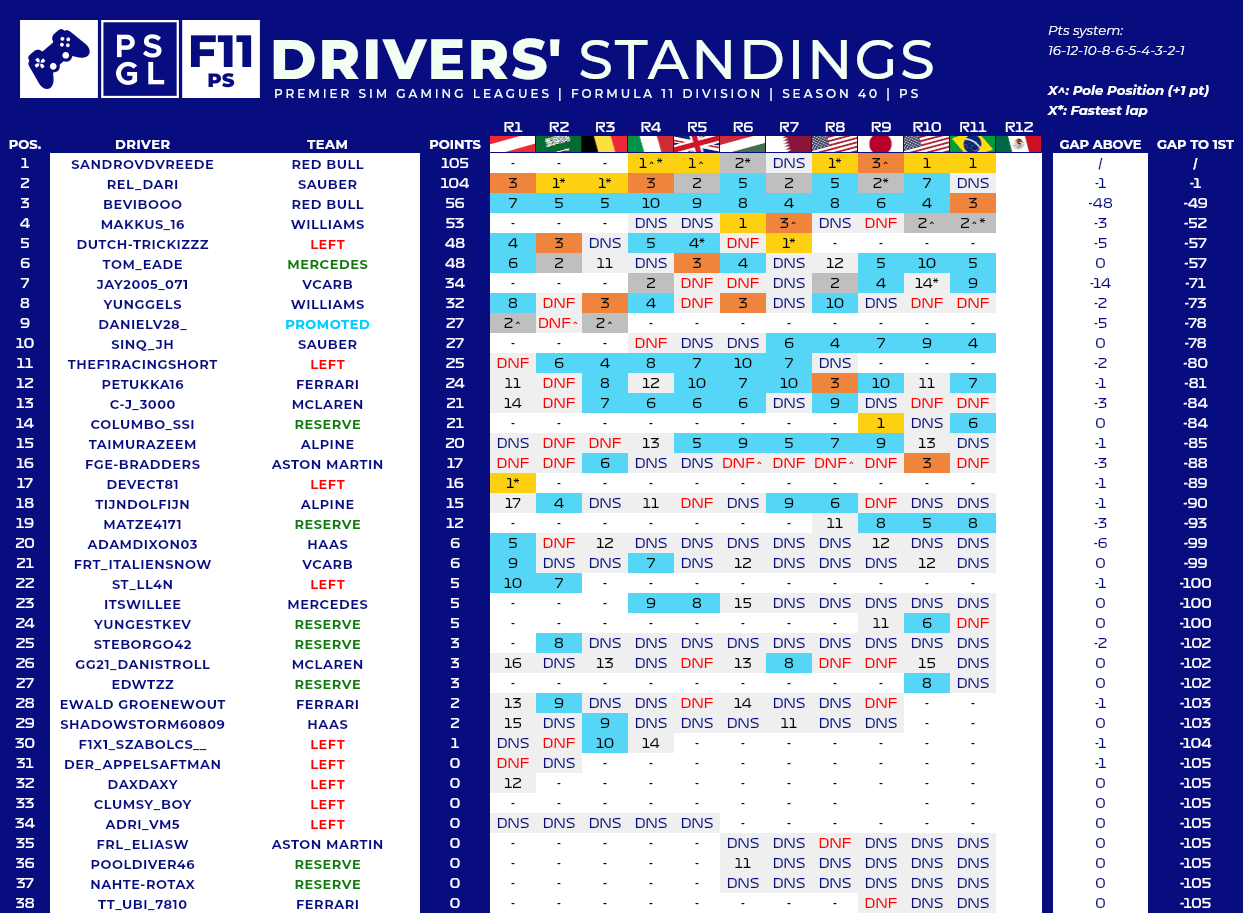 PS
GL
F11
PS
DRIVERS' STANDINGS
PREMIER SIM GAMING LEAGUES | FORMULA 11 DIVISION | SEASON 40 | PS
Pts system:
16-12-10-8-6-5-4-3-2-1
X^: Pole Position (+1 pt)
X*: Fastest lap
POS. DRIVER TEAM POINTS R1 R2 R3 R4 R5 R6 R7 R8 R9 R10 R11 R12 GAP ABOVE GAP TO 1ST
1 SANDROVDVREEDE RED BULL 105 - - - 1^* 1^ 2* DNS 1* 3^ 1 1 / /
2 REL_DARI SAUBER 104 3 1* 1* 3 2 5 2 5 2* 7 DNS -1 -1
3 BEVIBOOO RED BULL 56 7 5 5 10 9 8 4 8 6 4 3 -48 -49
4 MAKKUS_16 WILLIAMS 53 - - - DNS DNS 1 3^ DNS DNF 2^ 2^* -3 -52
5 DUTCH-TRICKIZZZ LEFT 48 4 3 DNS 5 4* DNF 1* - - - - -5 -57
6 TOM_EADE MERCEDES 48 6 2 11 DNS 3 4 DNS 12 5 10 5 0 -57
7 JAY2005_071 VCARB 34 - - - 2 DNF DNF DNS 2 4 14* 9 -14 -71
8 YUNGGELS WILLIAMS 32 8 DNF 3 4 DNF 3 DNS 10 DNS DNF DNF -2 -73
9 DANIELV28_ PROMOTED 27 2^ DNF^ 2^ - - - - - - - - -5 -78
10 SINQ_JH SAUBER 27 - - - DNF DNS DNS 6 4 7 9 4 0 -78
11 THEF1RACINGSHORT LEFT 25 DNF 6 4 8 7 10 7 DNS - - - -2 -80
12 PETUKKA16 FERRARI 24 11 DNF 8 12 10 7 10 3 10 11 7 -1 -81
13 C-J_3000 MCLAREN 21 14 DNF 7 6 6 6 DNS 9 DNS DNF DNF -3 -84
14 COLUMBO_SSI RESERVE 21 - - - - - - - - 1 DNS 6 0 -84
15 TAIMURAZEEM ALPINE 20 DNS DNF DNF 13 5 9 5 7 9 13 DNS -1 -85
16 FGE-BRADDERS ASTON MARTIN 17 DNF DNF 6 DNS DNS DNF^ DNF DNF^ DNF 3 DNF -3 -88
17 DEVECT81 LEFT 16 1* - - - - - - - - - - -1 -89
18 TIJNDOLFIJN ALPINE 15 17 4 DNS 11 DNF DNS 9 6 DNF DNS DNS -1 -90
19 MATZE4171 RESERVE 12 - - - - - - - 11 8 5 8 -3 -93
20 ADAMDIXON03 HAAS 6 5 DNF 12 DNS DNS DNS DNS DNS 12 DNS DNS -6 -99
21 FRT_ITALIENSNOW VCARB 6 9 DNS DNS 7 DNS 12 DNS DNS DNS 12 DNS 0 -99
22 ST_LL4N LEFT 5 10 7 - - - - - - - - - -1 -100
23 ITSWILLEE MERCEDES 5 - - - 9 8 15 DNS DNS DNS DNS DNS 0 -100
24 YUNGESTKEV RESERVE 5 - - - - - - - - 11 6 DNF 0 -100
25 STEBORGO42 RESERVE 3 - 8 DNS DNS DNS DNS DNS DNS DNS DNS DNS -2 -102
26 GG21_DANISTROLL MCLAREN 3 16 DNS 13 DNS DNF 13 8 DNF DNF 15 DNS 0 -102
27 EDWTZZ RESERVE 3 - - - - - - - - - 8 DNS 0 -102
28 EWALD GROENEWOUT FERRARI 2 13 9 DNS DNS DNF 14 DNS DNS DNF - - -1 -103
29 SHADOWSTORM60809 HAAS 2 15 DNS 9 DNS DNS DNS 11 DNS DNS - - 0 -103
30 F1X1_SZABOLCS__ LEFT 1 DNS DNF 10 14 - - - - - - - -1 -104
31 DER_APPELSAFTMAN LEFT 0 DNF DNS - - - - - - - - - -1 -105
32 DAXDAXY LEFT 0 12 - - - - - - - - - - 0 -105
33 CLUMSY_BOY LEFT 0 - - - - - - - - - - - 0 -105
34 ADRI_VM5 LEFT 0 DNS DNS DNS DNS DNS - - - - - - 0 -105
35 FRL_ELIASW ASTON MARTIN 0 - - - - - DNS DNS DNF DNS DNS DNS 0 -105
36 POOLDIVER46 RESERVE 0 - - - - - 11 DNS DNS DNS DNS DNS 0 -105
37 NAHTE-ROTAX RESERVE 0 - - - - - DNS DNS DNS DNS DNS DNS 0 -105
38 TT_UBI_7810 FERRARI 0 - - - - - - - - DNF DNS DNS 0 -105